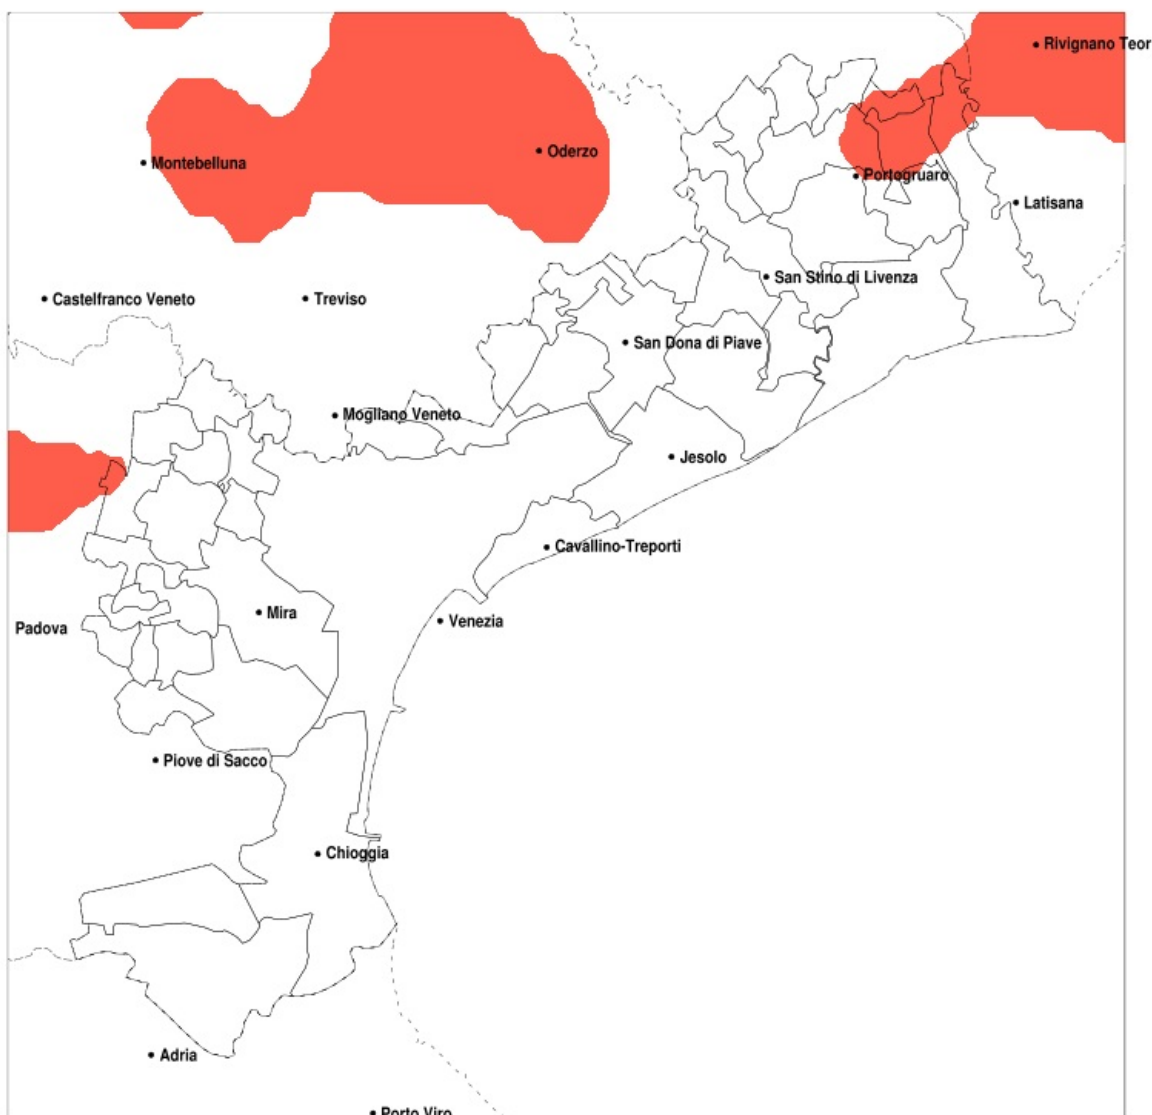 Rivignano Teor
Oderzo
Montebelluna
Portogruaro
Latisana
San Stino di Livenza
Castelfranco Veneto
Treviso
San Dona di Piave
Mogliano Veneto
Jesolo
Cavallino-Treporti
Mira
Venezia
Padova
Piove di Sacco
Chioggia
Adria
Porto Viro